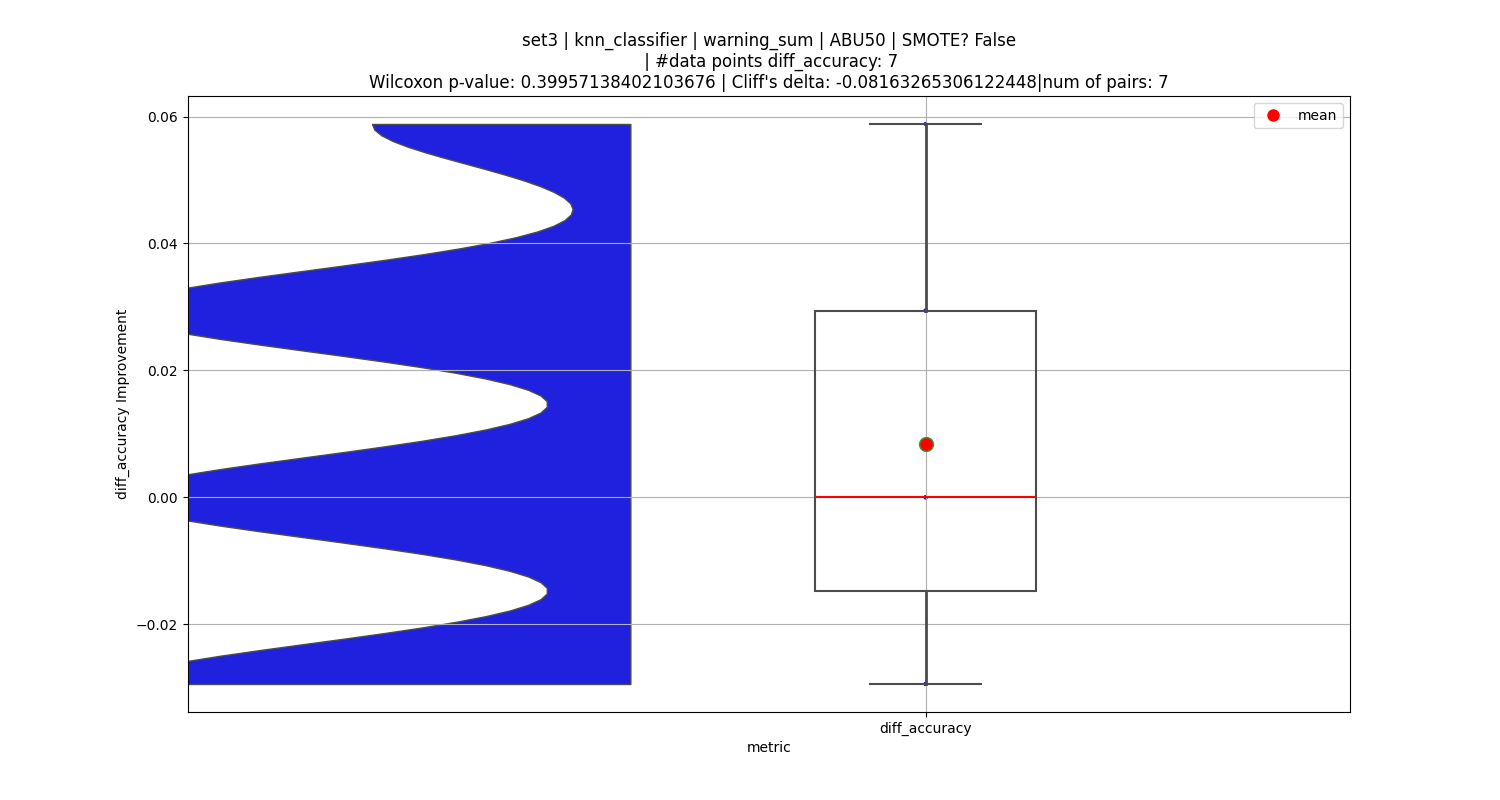 set3 | knn_classifier | warning_sum | ABU50 | SMOTE? False
| #data points diff_accuracy: 7
Wilcoxon p-value: 0.39957138402103676 | Cliff's delta: -0.08163265306122448|num of pairs: 7
mean
0.06
0.04
0.02
0.00
−0.02
diff_accuracy Improvement
diff_accuracy
metric